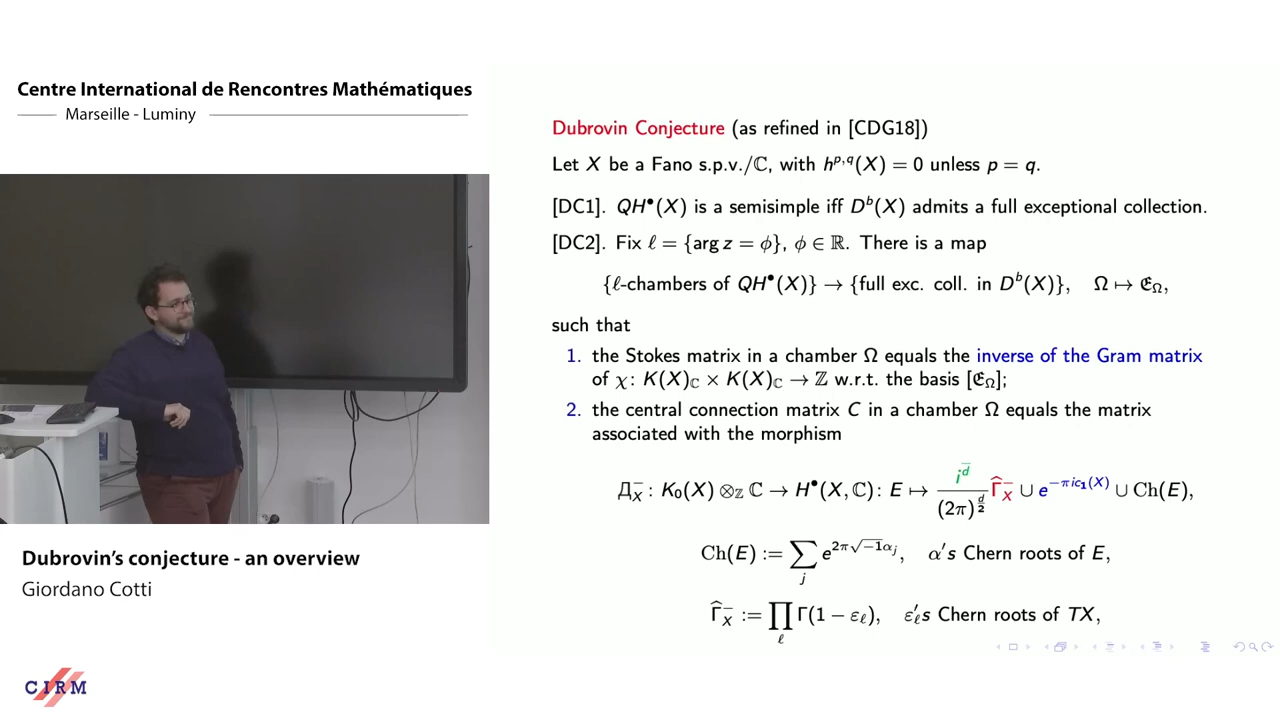 Centre International de Rencontres Mathématiques
Marseille - Luminy
Dubrovin Conjecture (as refined in [CDG18])
Let X be a Fano s.p.v./ℂ, with h^{p,q}(X) = 0 unless p = q.
[DC1]. QH^•(X) is a semisimple iff D^b(X) admits a full exceptional collection.
[DC2]. Fix ℓ = {arg z = ϕ}, ϕ ∈ ℝ. There is a map
{ℓ-chambers of QH^•(X)} → {full exc. coll. in D^b(X)}, Ω ↦ 𝔈_Ω,
such that
1. the Stokes matrix in a chamber Ω equals the inverse of the Gram matrix
of χ: K(X)_ℂ × K(X)_ℂ → ℤ w.r.t. the basis [𝔈_Ω];
2. the central connection matrix C in a chamber Ω equals the matrix
associated with the morphism
Д_X^-: K_0(X) ⊗_ℤ ℂ → H^•(X, ℂ): E ↦ \frac{i^{\bar{d}}}{(2π)^{\frac{d}{2}}} \hat{Γ}_X^- ∪ e^{-πic_1(X)} ∪ Ch(E),
Ch(E) := ∑_j e^{2π√-1α_j}, α's Chern roots of E,
\hat{Γ}_X^- := ∏_ℓ Γ(1 − ε_ℓ), ε_ℓ's Chern roots of TX,
Dubrovin's conjecture - an overview
Giordano Cotti
CIRM